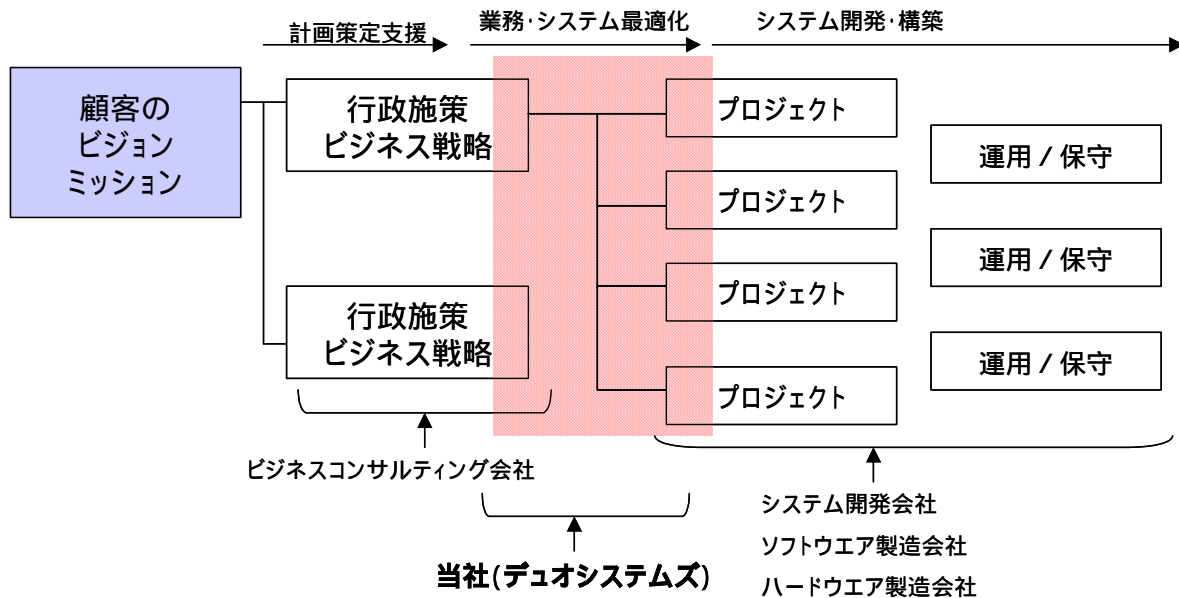 計画策定支援
業務・システム最適化
システム開発・構築
顧客の
ビジョン
ミッション
行政施策
ビジネス戦略
行政施策
ビジネス戦略
プロジェクト
プロジェクト
プロジェクト
プロジェクト
運用 / 保守
運用 / 保守
運用 / 保守
ビジネスコンサルティング会社
当社(デュオシステムズ)
システム開発会社
ソフトウエア製造会社
ハードウエア製造会社